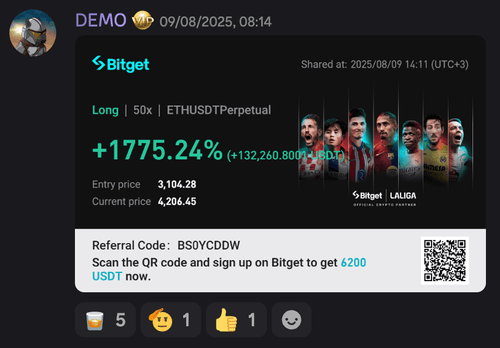 DEMO VIP 09/08/2025, 08:14
Bitget
Shared at: 2025/08/09 14:11 (UTC+3)
Long | 50x | ETHUSDTPerpetual
+1775.24% (+132,260.8001 USDT)
Entry price 3,104.28
Current price 4,206.45
Bitget | LALIGA
OFFICIAL CRYPTO PARTNER
Referral Code: BS0YCDDW
Scan the QR code and sign up on Bitget to get 6200
USDT now.
5 1 1